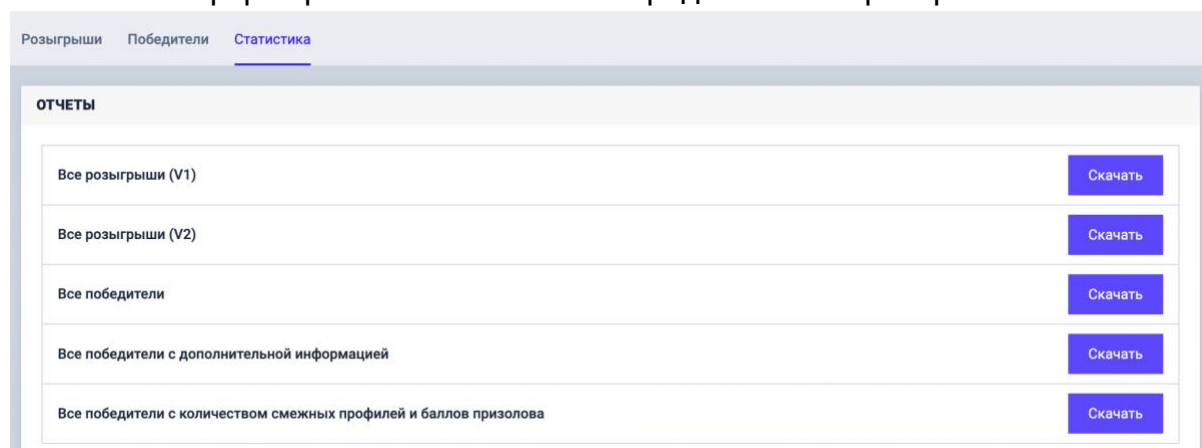 Розыгрыши Победители Статистика
ОТЧЕТЫ
Все розыгрыши (V1) Скачать
Все розыгрыши (V2) Скачать
Все победители Скачать
Все победители с дополнительной информацией Скачать
Все победители с количеством смежных профилей и баллов призолова Скачать